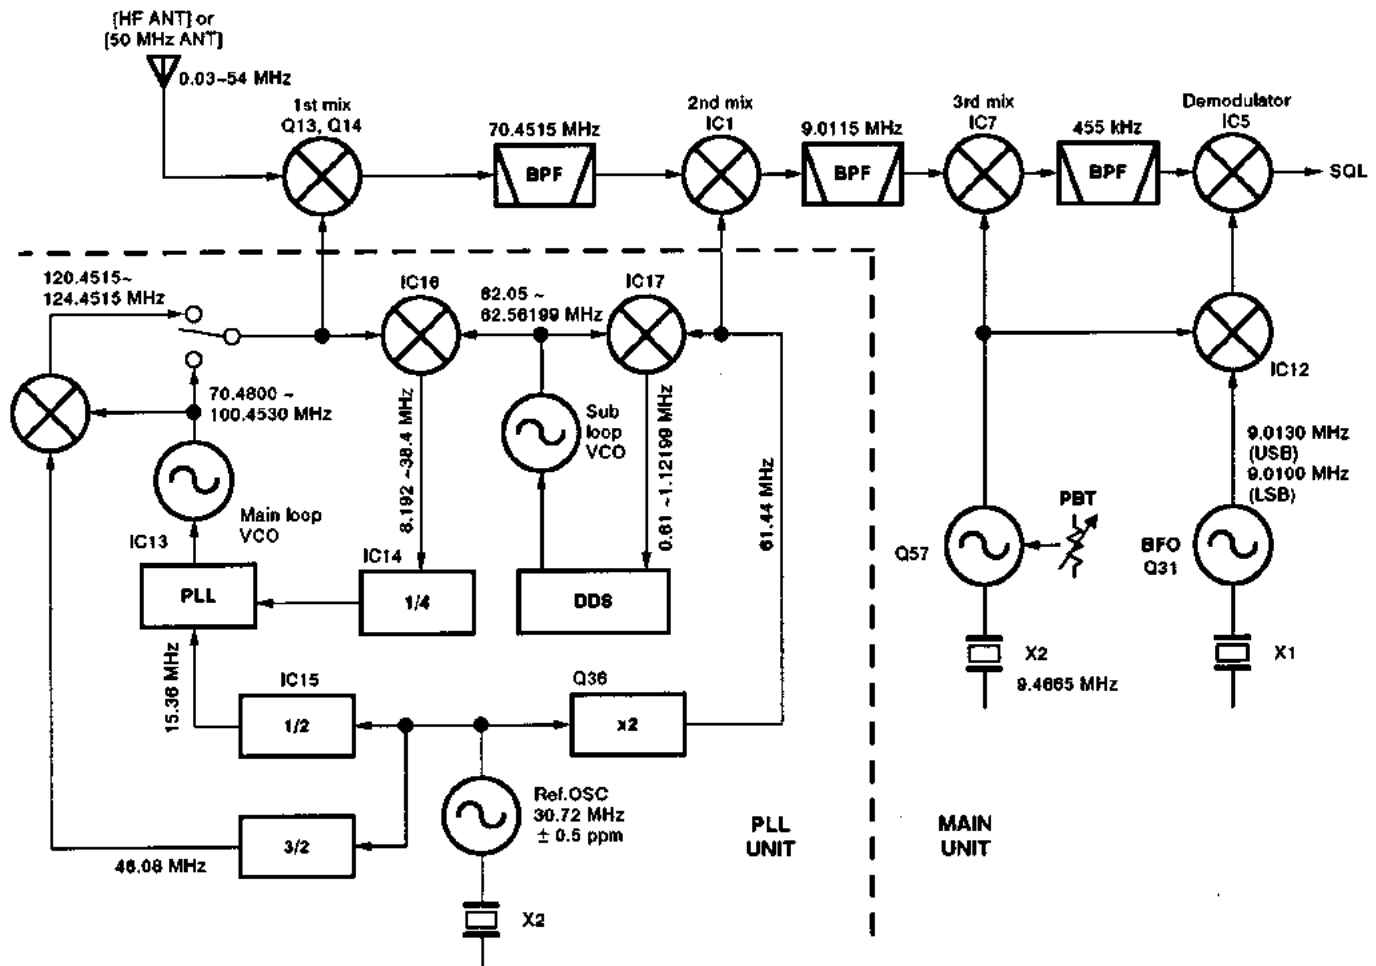 [HF ANT] or
[50 MHz ANT]
0.03~54 MHz
1st mix
Q13, Q14
70.4515 MHz
BPF
2nd mix
IC1
9.0115 MHz
BPF
3rd mix
IC7
455 kHz
BPF
Demodulator
IC5
SQL
120.4515~
124.4515 MHz
IC16
62.05 ~
62.56199 MHz
IC17
70.4800 ~
100.4530 MHz
Main loop
VCO
IC13
PLL
8.192 ~38.4 MHz
IC14
1/4
Sub
loop
VCO
0.61 ~1.12199 MHz
DDS
61.44 MHz
IC12
9.0130 MHz
(USB)
9.0100 MHz
(LSB)
PBT
Q57
BFO
Q31
X2
9.4665 MHz
X1
15.36 MHz
IC15
1/2
Q36
x2
Ref.OSC
30.72 MHz
± 0.5 ppm
3/2
46.08 MHz
X2
PLL
UNIT
MAIN
UNIT